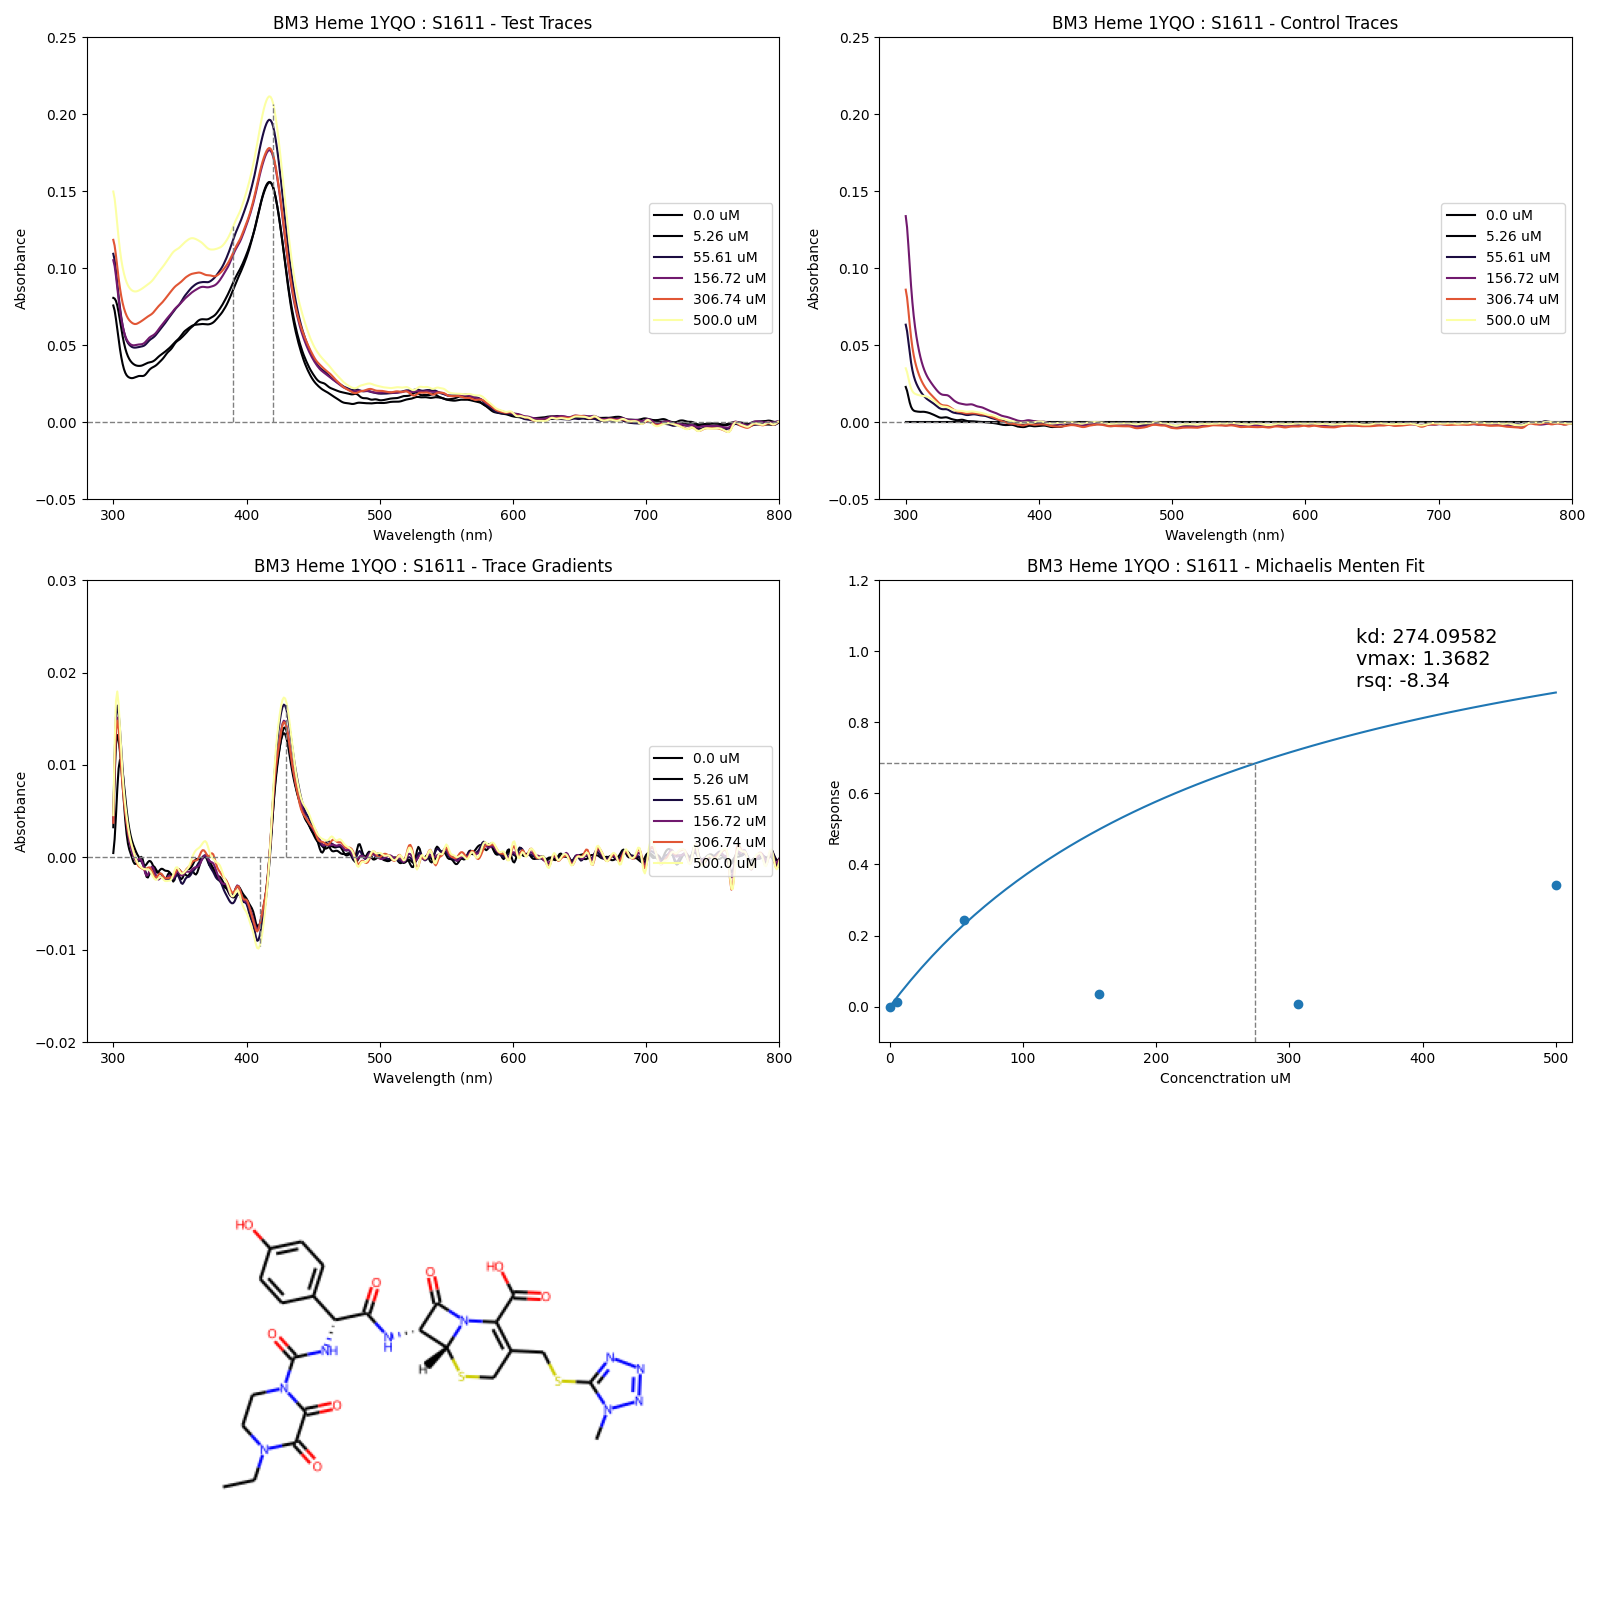 BM3 Heme 1YQO : S1611 - Test Traces
0.25
0.20
0.15
0.10
0.05
0.00
−0.05
Absorbance
300
400
500
600
700
800
Wavelength (nm)
0.0 uM
5.26 uM
55.61 uM
156.72 uM
306.74 uM
500.0 uM
BM3 Heme 1YQO : S1611 - Control Traces
0.25
0.20
0.15
0.10
0.05
0.00
−0.05
Absorbance
300
400
500
600
700
800
Wavelength (nm)
0.0 uM
5.26 uM
55.61 uM
156.72 uM
306.74 uM
500.0 uM
BM3 Heme 1YQO : S1611 - Trace Gradients
0.03
0.02
0.01
0.00
−0.01
−0.02
Absorbance
300
400
500
600
700
800
Wavelength (nm)
0.0 uM
5.26 uM
55.61 uM
156.72 uM
306.74 uM
500.0 uM
BM3 Heme 1YQO : S1611 - Michaelis Menten Fit
1.2
1.0
0.8
0.6
0.4
0.2
0.0
Response
kd: 274.09582
vmax: 1.3682
rsq: -8.34
0
100
200
300
400
500
Concenctration uM
HO
O
O
HO
O
O
NH
N
H
N
H
S
S
N
N
N
N
N
O
O
N